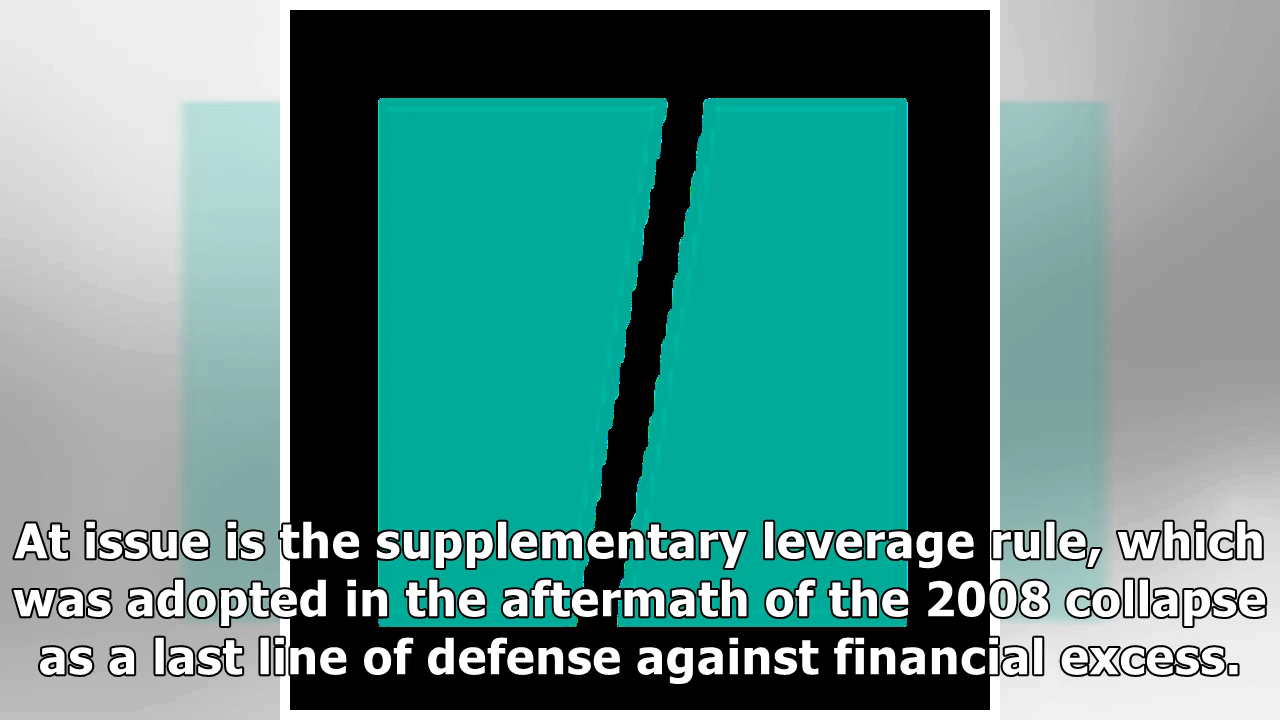 At issue is the supplementary leverage rule, which
was adopted in the aftermath of the 2008 collapse
as a last line of defense against financial excess.